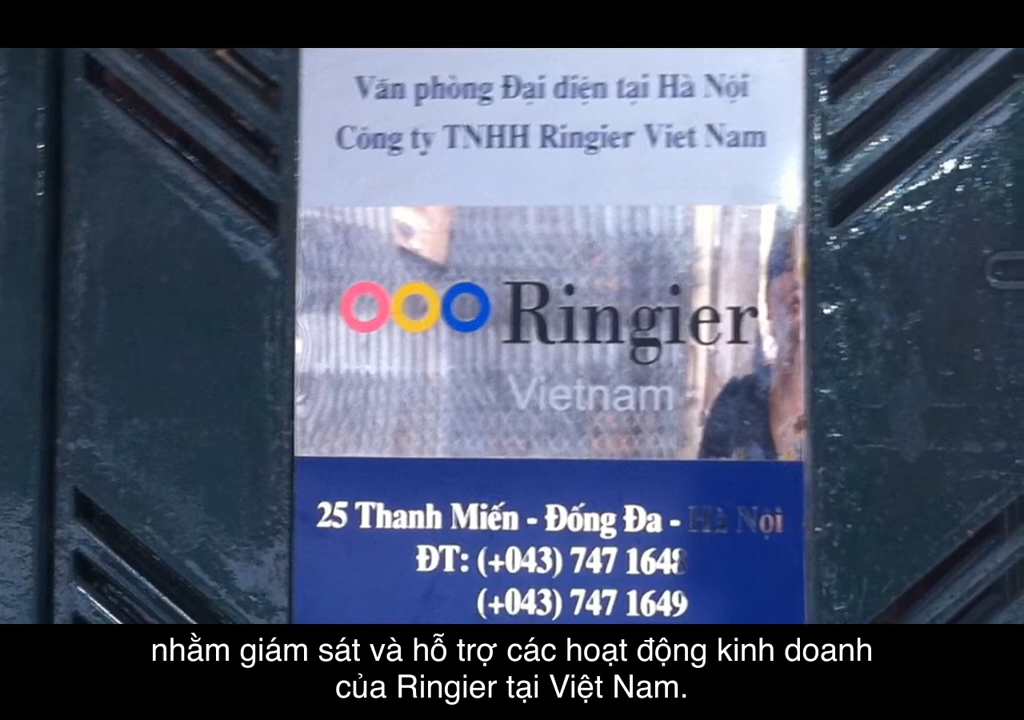 Văn phòng Đại diện tại Hà Nội
Công ty TNHH Ringier Viet Nam
Ringier
Vietnam
25 Thanh Miến - Đống Đa - Hà Nội
ĐT: (+043) 747 1648
(+043) 747 1649
nhằm giám sát và hỗ trợ các hoạt động kinh doanh
của Ringier tại Việt Nam.